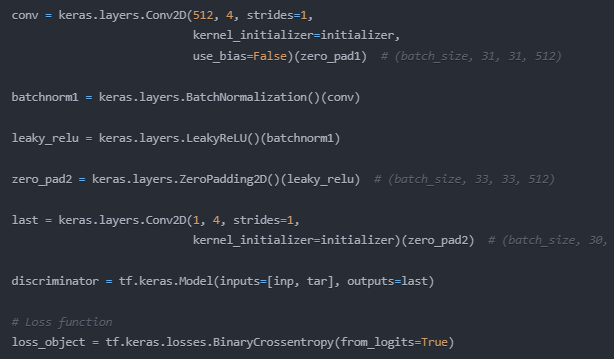 conv = keras.layers.Conv2D(512, 4, strides=1,
kernel_initializer=initializer,
use_bias=False)(zero_pad1)  # (batch_size, 31, 31, 512)
batchnorm1 = keras.layers.BatchNormalization()(conv)
leaky_relu = keras.layers.LeakyReLU()(batchnorm1)
zero_pad2 = keras.layers.ZeroPadding2D()(leaky_relu)  # (batch_size, 33, 33, 512)
last = keras.layers.Conv2D(1, 4, strides=1,
kernel_initializer=initializer)(zero_pad2)  # (batch_size, 30,
discriminator = tf.keras.Model(inputs=[inp, tar], outputs=last)
# Loss function
loss_object = tf.keras.losses.BinaryCrossentropy(from_logits=True)